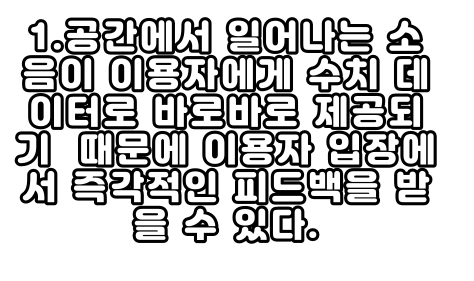 1.공간에서 일어나는 소
음이 이용자에게 수치 데
이터로 바로바로 제공되
기  때문에 이용자 입장에
서 즉각적인 피드백을 받
을 수 있다.